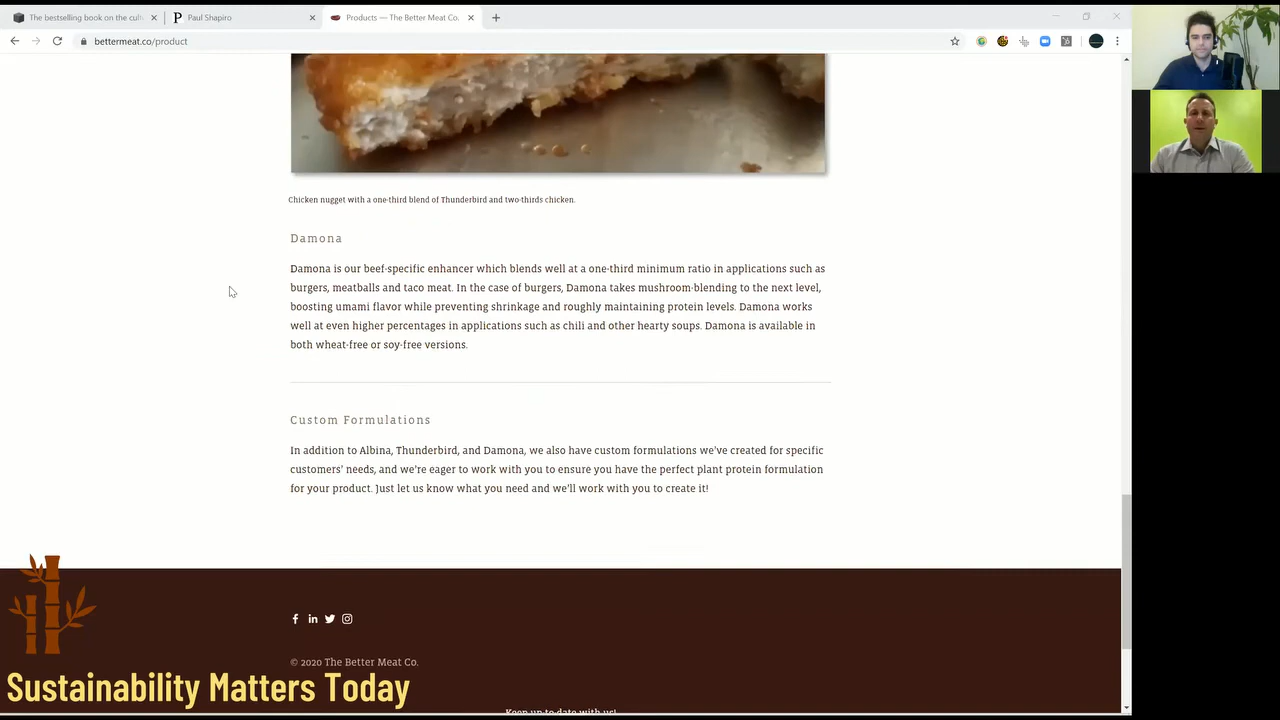 The bestselling book on the cult
Paul Shapiro
Products — The Better Meat Co.
bettermeat.co/product
Chicken nugget with a one-third blend of Thunderbird and two-thirds chicken.
Damona
Damona is our beef-specific enhancer which blends well at a one-third minimum ratio in applications such as
burgers, meatballs and taco meat. In the case of burgers, Damona takes mushroom-blending to the next level,
boosting umami flavor while preventing shrinkage and roughly maintaining protein levels. Damona works
well at even higher percentages in applications such as chili and other hearty soups. Damona is available in
both wheat-free or soy-free versions.
Custom Formulations
In addition to Albina, Thunderbird, and Damona, we also have custom formulations we've created for specific
customers' needs, and we're eager to work with you to ensure you have the perfect plant protein formulation
for your product. Just let us know what you need and we'll work with you to create it!
© 2020 The Better Meat Co.
Sustainability Matters Today
Keep up-to-date with us!